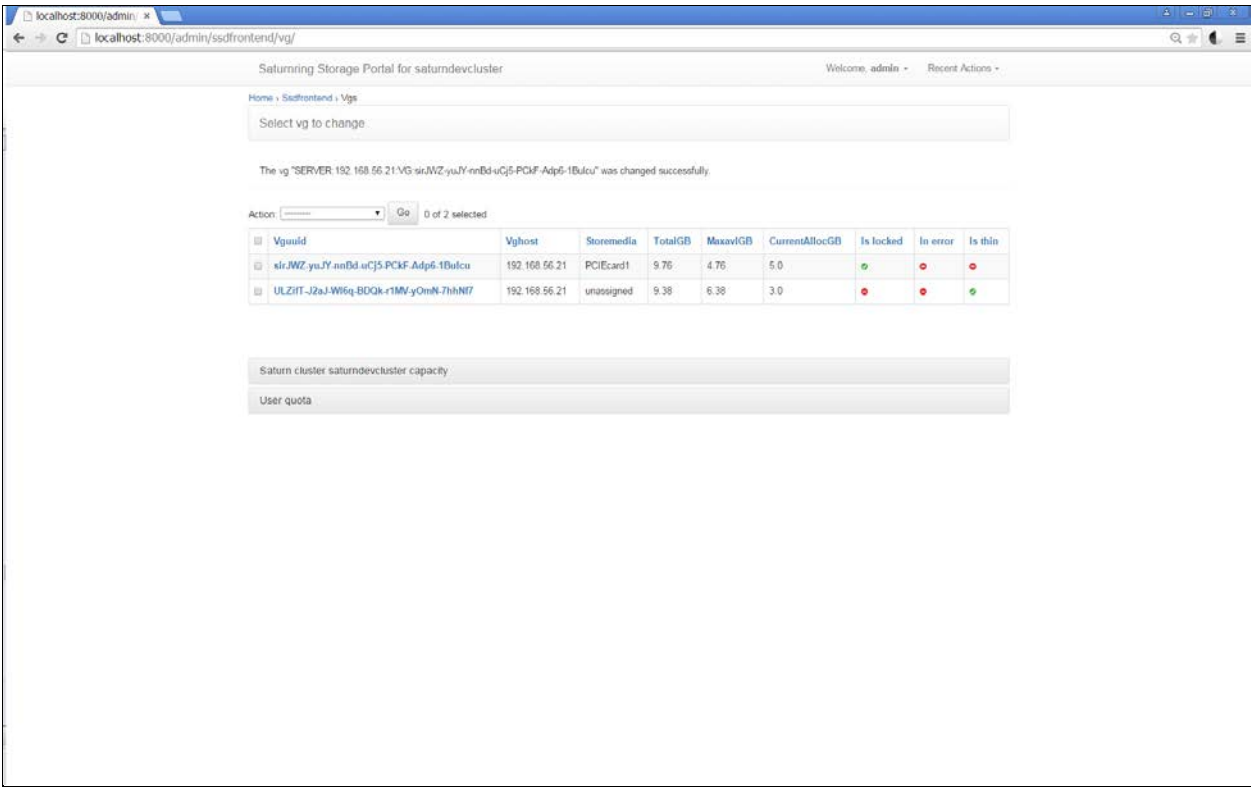 localhost:8000/admin/
localhost:8000/admin/ssdfrontend/vg/
Saturnring Storage Portal for saturndevcluster Welcome, admin Recent Actions
Home › Ssdfrontend › Vgs
Select vg to change
The vg "SERVER:192.168.56.21:VG:sirJWZ-yuJY-nnBd-uCj5-PCkF-Adp6-1Bulcu" was changed successfully.
Action: --------- Go 0 of 2 selected
Vguuid Vghost Storemedia TotalGB MaxavlGB CurrentAllocGB Is locked In error Is thin
sirJWZ-yuJY-nnBd-uCj5-PCkF-Adp6-1Bulcu 192.168.56.21 PCIEcard1 9.76 4.76 5.0
ULZifT-J2aJ-Wl6q-BDQk-r1MV-yOmN-7hhNf7 192.168.56.21 unassigned 9.38 6.38 3.0
Saturn cluster saturndevcluster capacity
User quota